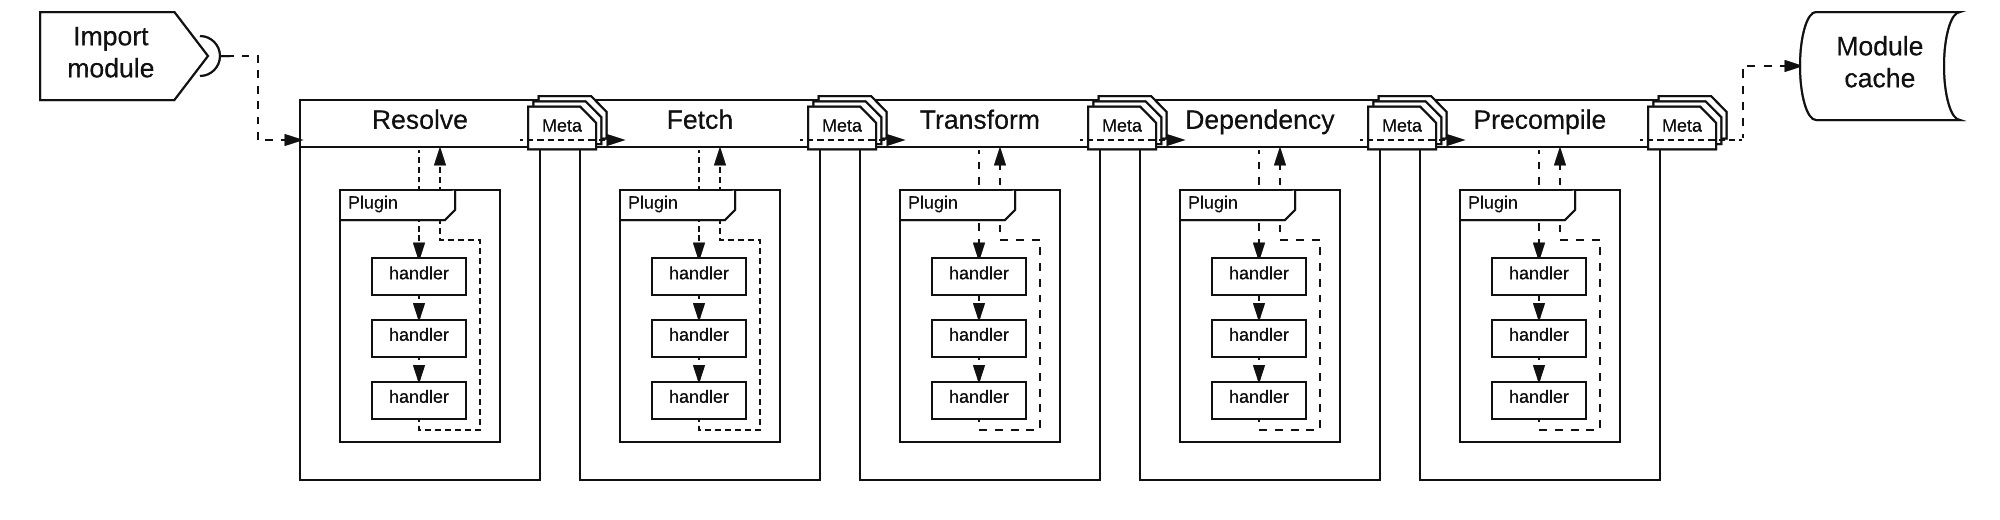 Import
module
Module
cache
Resolve
Meta
Fetch
Meta
Transform
Meta
Dependency
Meta
Precompile
Meta
Plugin
handler
handler
handler
Plugin
handler
handler
handler
Plugin
handler
handler
handler
Plugin
handler
handler
handler
Plugin
handler
handler
handler